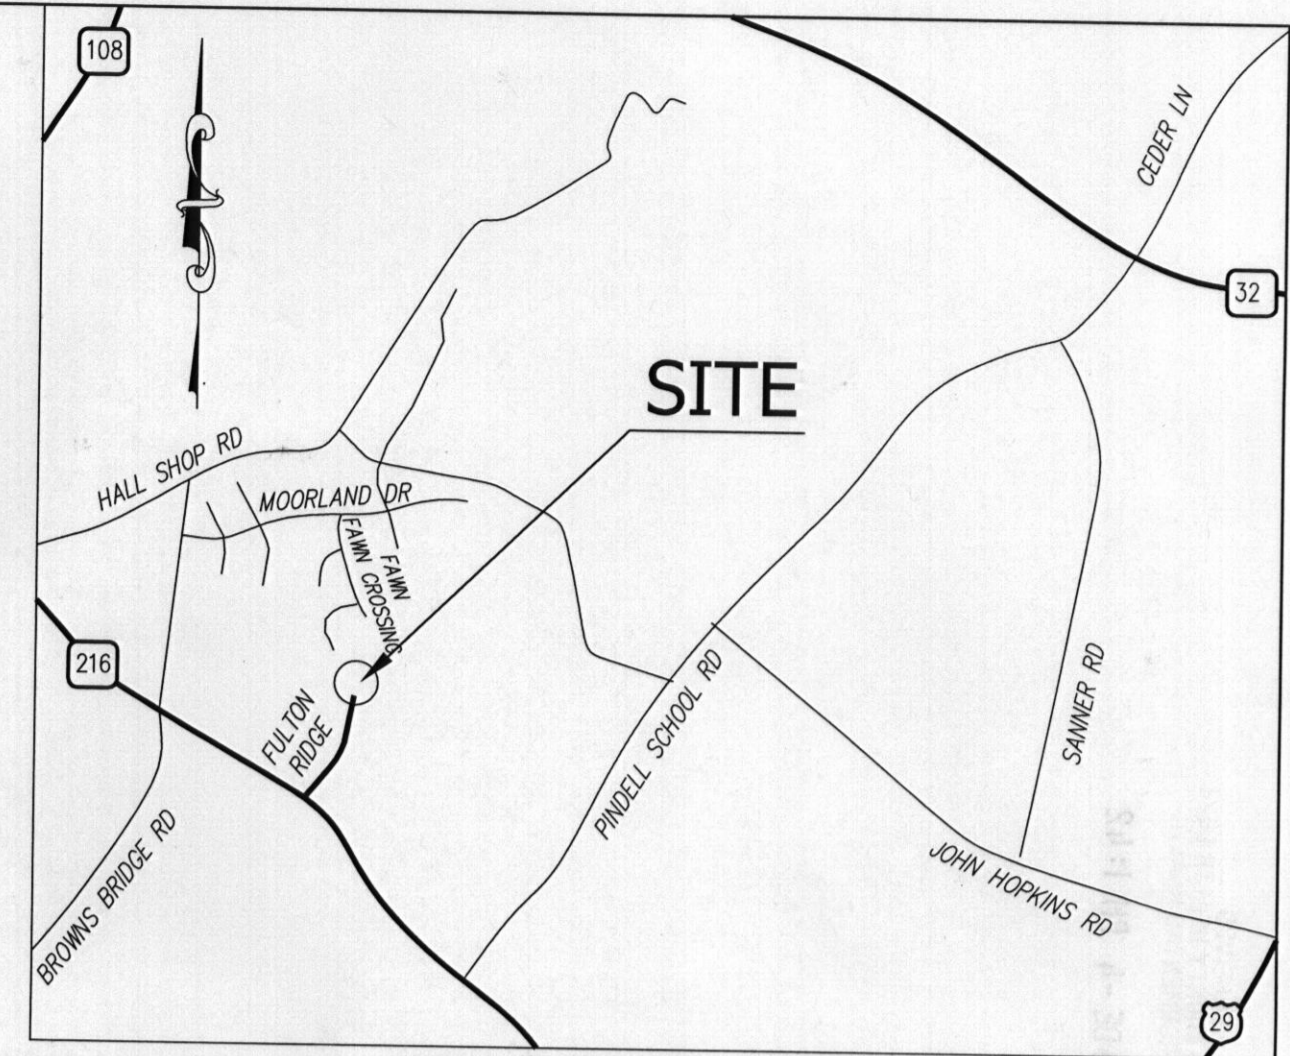 108
CEDER LN
32
SITE
HALL SHOP RD
MOORLAND DR
FAWN CROSSING
FAWN
216
FULTON
RIDGE
PINDELL SCHOOL RD
SANNER RD
BROWNS BRIDGE RD
JOHN HOPKINS RD
29